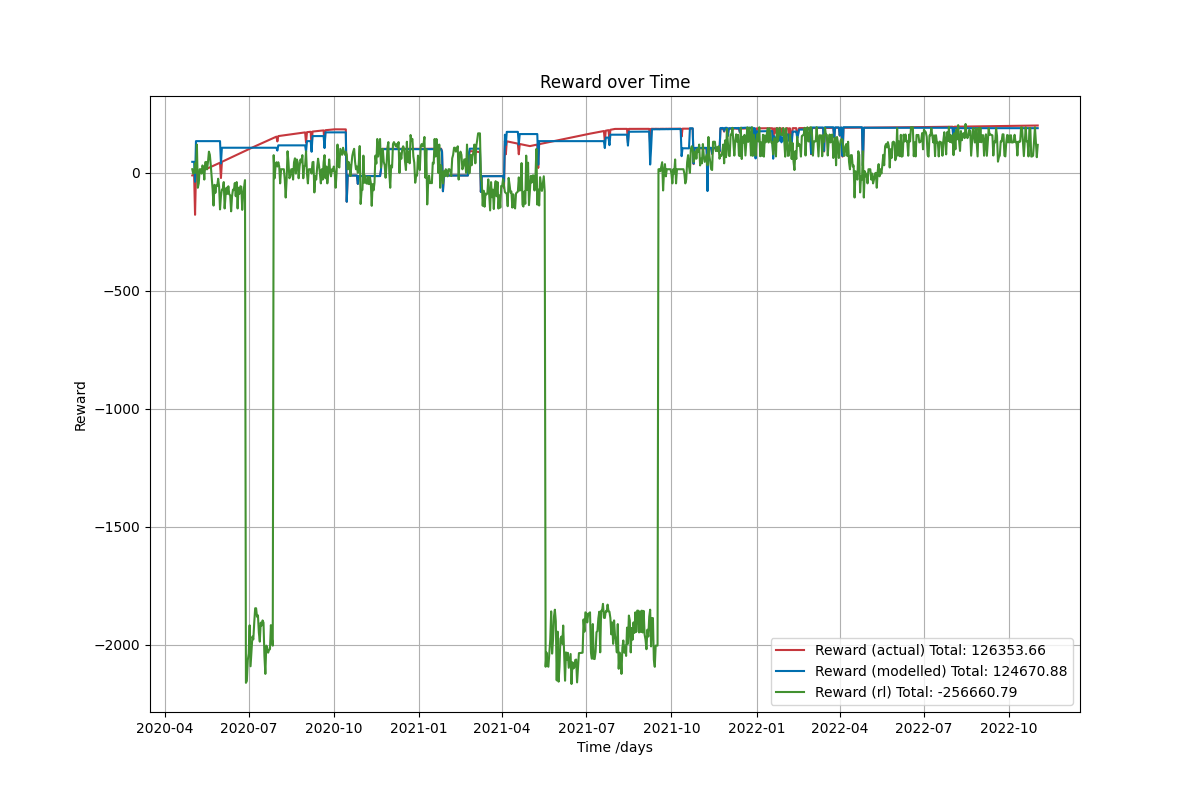 Reward over Time
0
−500
−1000
−1500
−2000
Reward
2020-04
2020-07
2020-10
2021-01
2021-04
2021-07
2021-10
2022-01
2022-04
2022-07
2022-10
Time /days
Reward (actual) Total: 126353.66
Reward (modelled) Total: 124670.88
Reward (rl) Total: -256660.79